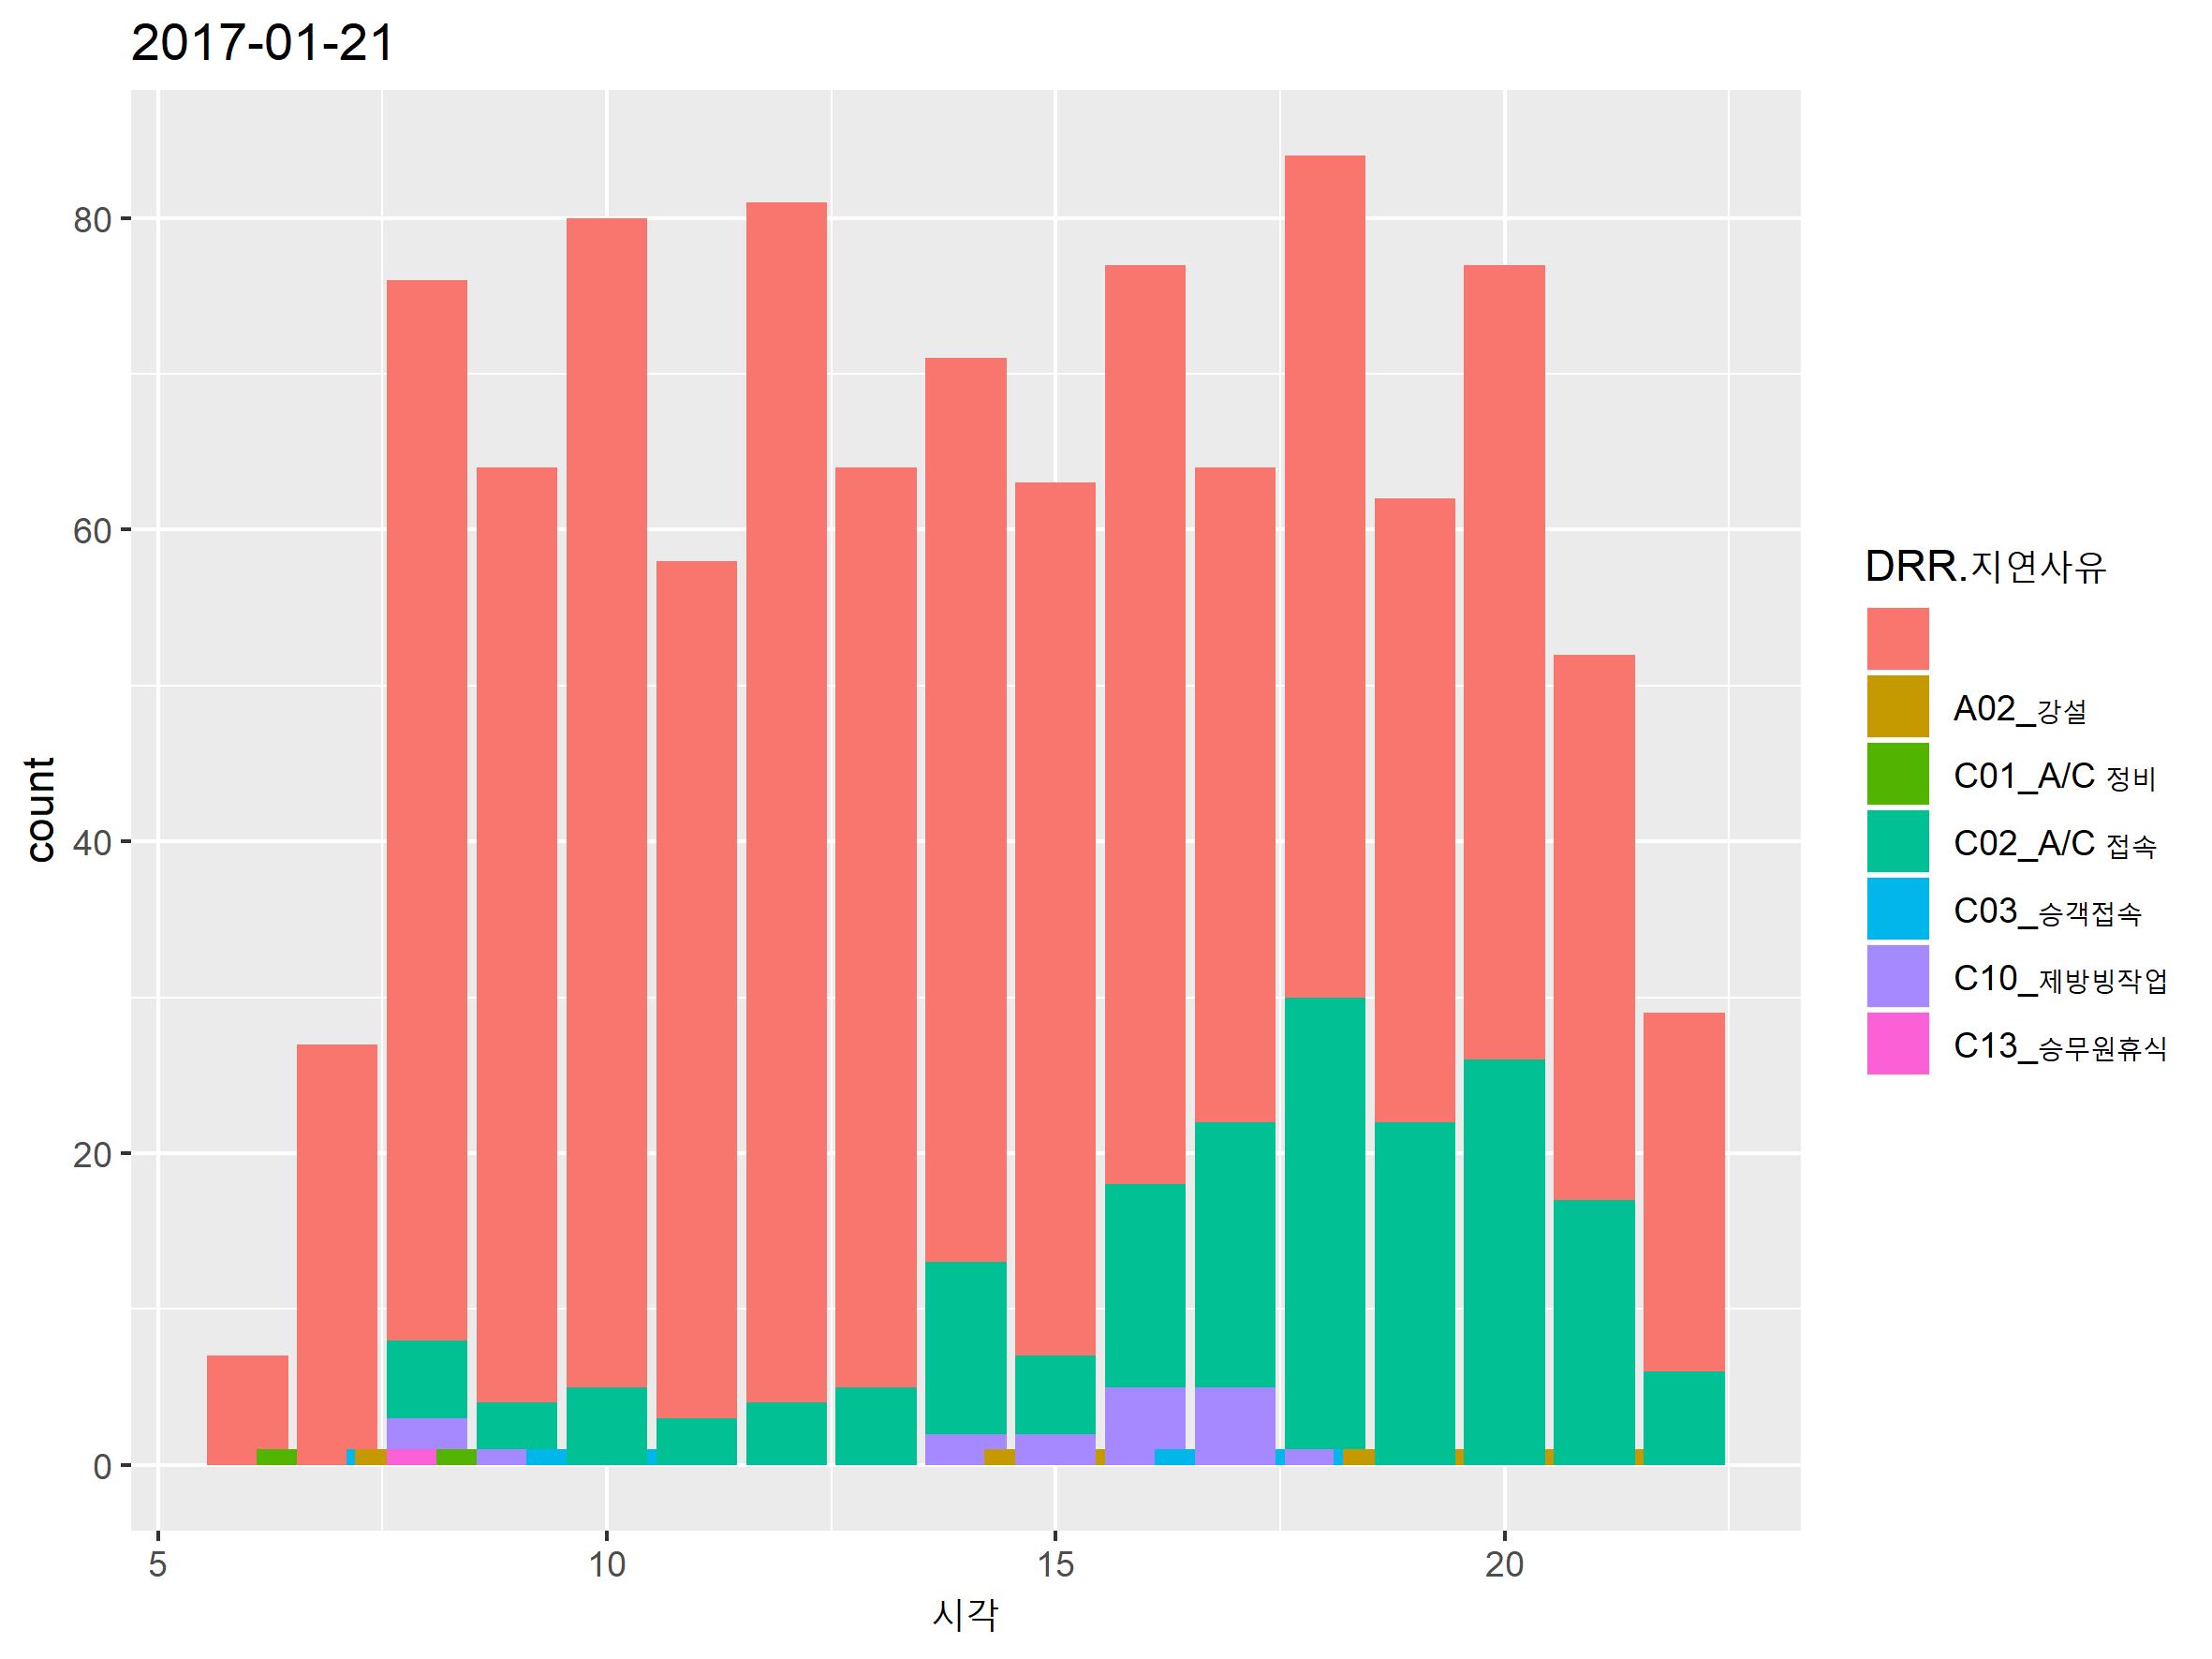 2017-01-21
count
80
60
40
20
0
5 10 15 20
시각
DRR.지연사유
A02_강설
C01_A/C 정비
C02_A/C 접속
C03_승객접속
C10_제방빙작업
C13_승무원휴식